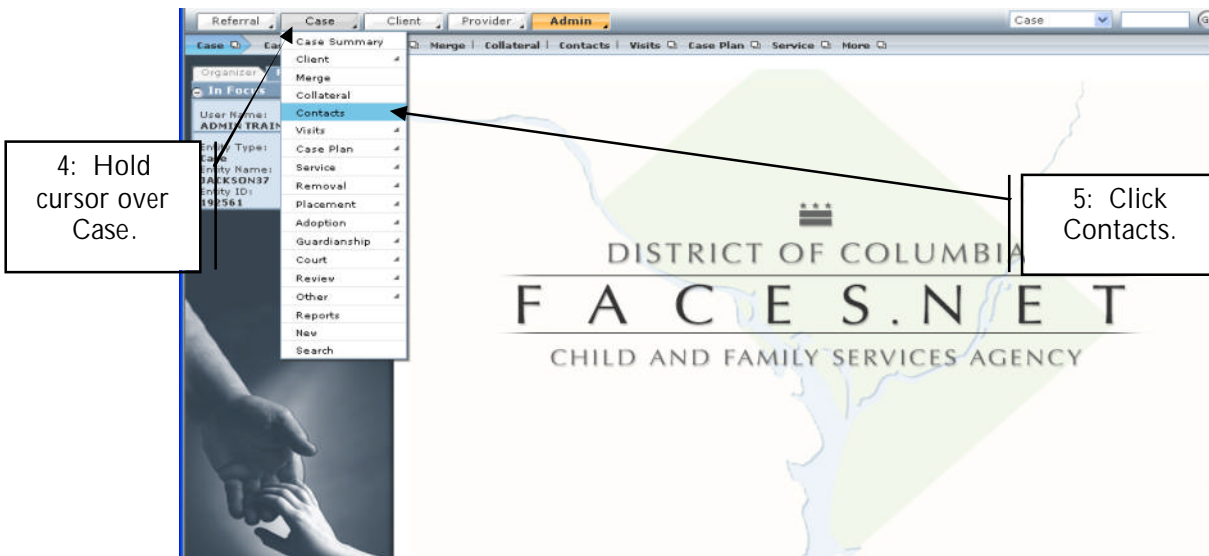 Referral Case Client Provider Admin Case
Case Merge | Collateral | Contacts | Visits Case Plan Service More
Organizer
In Focus
User Name:
Entity Type:
Case
Entity Name:
JACKSON37
Entity ID:
192561
Case Summary
Client
Merge
Collateral
Contacts
Visits
Case Plan
Service
Removal
Placement
Adoption
Guardianship
Court
Review
Other
Reports
New
Search
4: Hold
cursor over
Case.
5: Click
Contacts.
DISTRICT OF COLUMBIA
FACES.NET
CHILD AND FAMILY SERVICES AGENCY